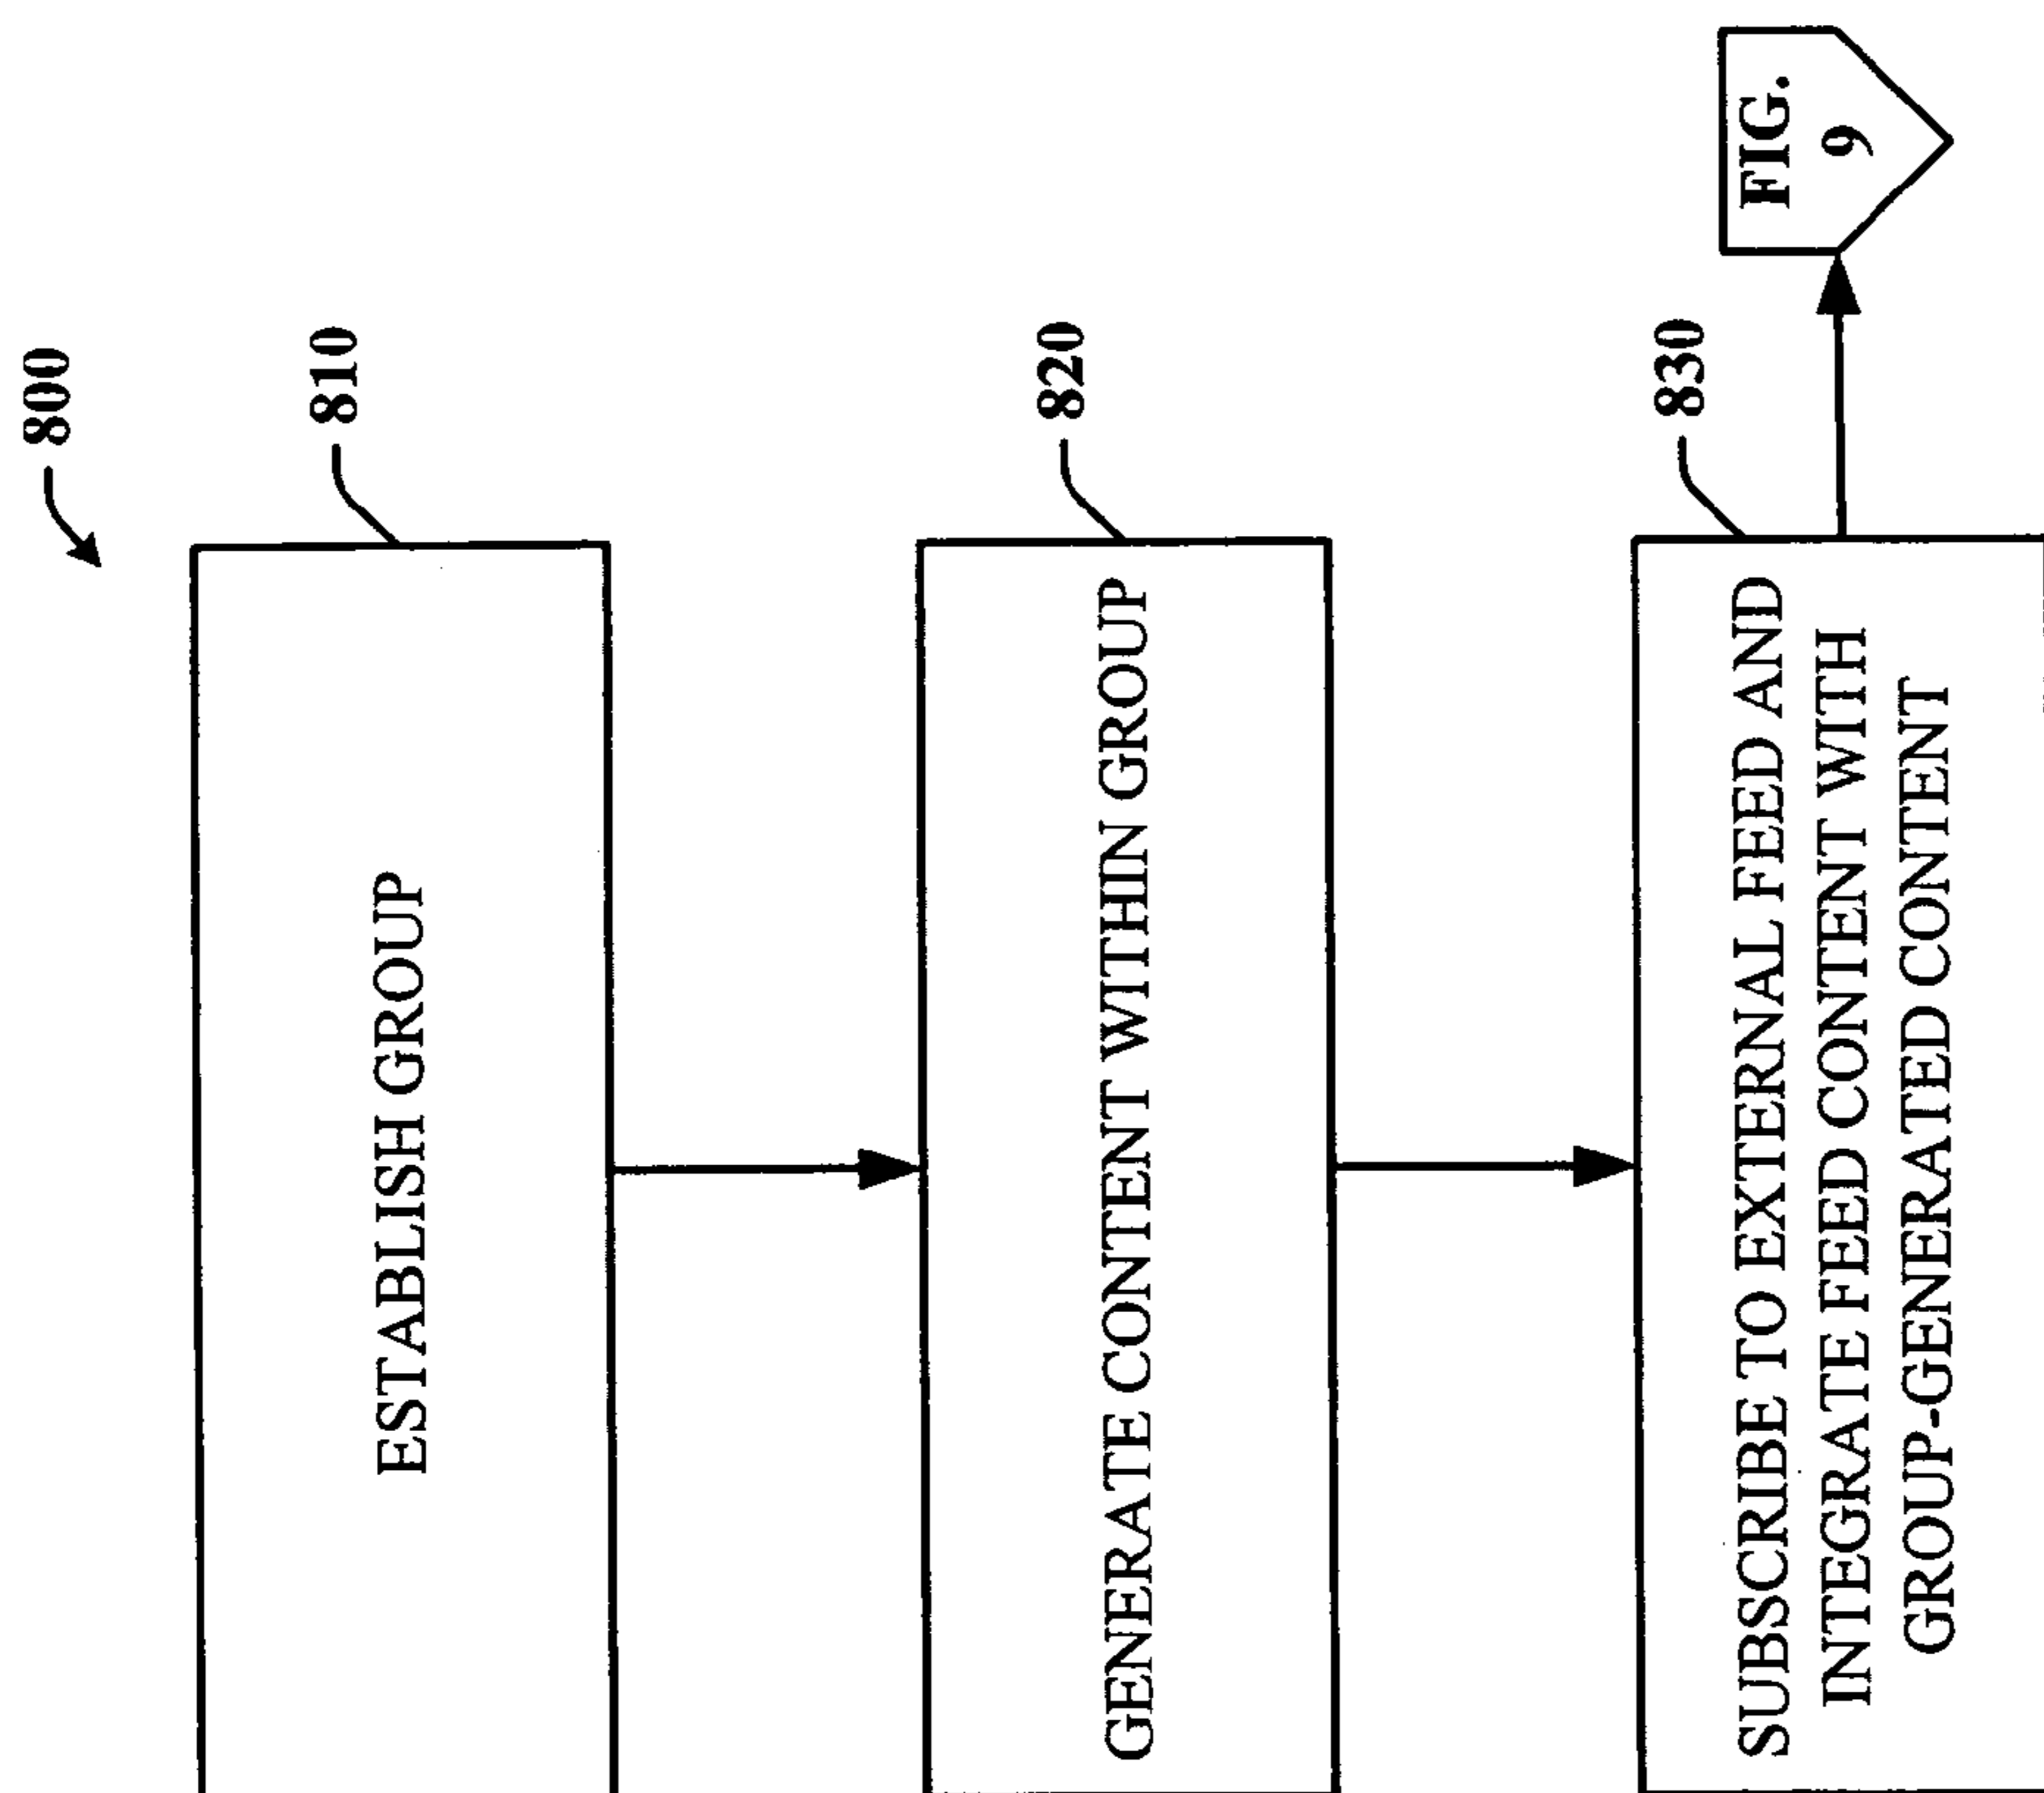 800
810
ESTABLISH GROUP
820
GENERATE CONTENT WITHIN GROUP
830
SUBSCRIBE TO EXTERNAL FEED AND
INTEGRATE FEED CONTENT WITH
GROUP-GENERATED CONTENT
FIG.
9